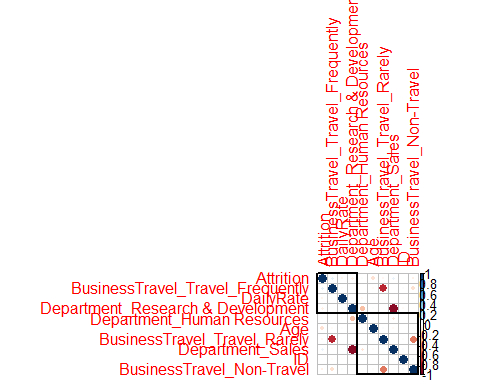 Attrition
BusinessTravel_Travel_Frequently
DailyRate
Department_Research & Development
Department_Human Resources
Age
BusinessTravel_Travel_Rarely
Department_Sales
ID
BusinessTravel_Non-Travel
Attrition
BusinessTravel_Travel_Frequently
DailyRate
Department_Research & Development
Department_Human Resources
Age
BusinessTravel_Travel_Rarely
Department_Sales
ID
BusinessTravel_Non-Travel
1
0.8
0.6
0.4
0.2
0
-0.2
-0.4
-0.6
-0.8
-1